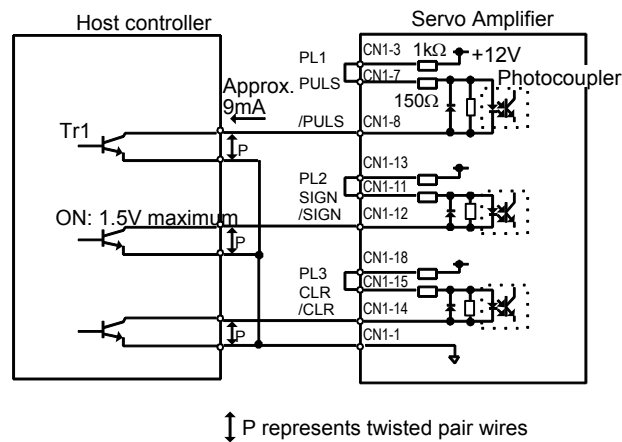 Host controller
Servo Amplifier
PL1
CN1-3
1kΩ
+12V
Approx.
9mA
PULS
CN1-7
150Ω
Photocoupler
/PULS
CN1-8
Tr1
P
CN1-13
PL2
SIGN
CN1-11
/SIGN
CN1-12
ON: 1.5V maximum
P
CN1-18
PL3
CLR
CN1-15
/CLR
CN1-14
P
CN1-1
P represents twisted pair wires